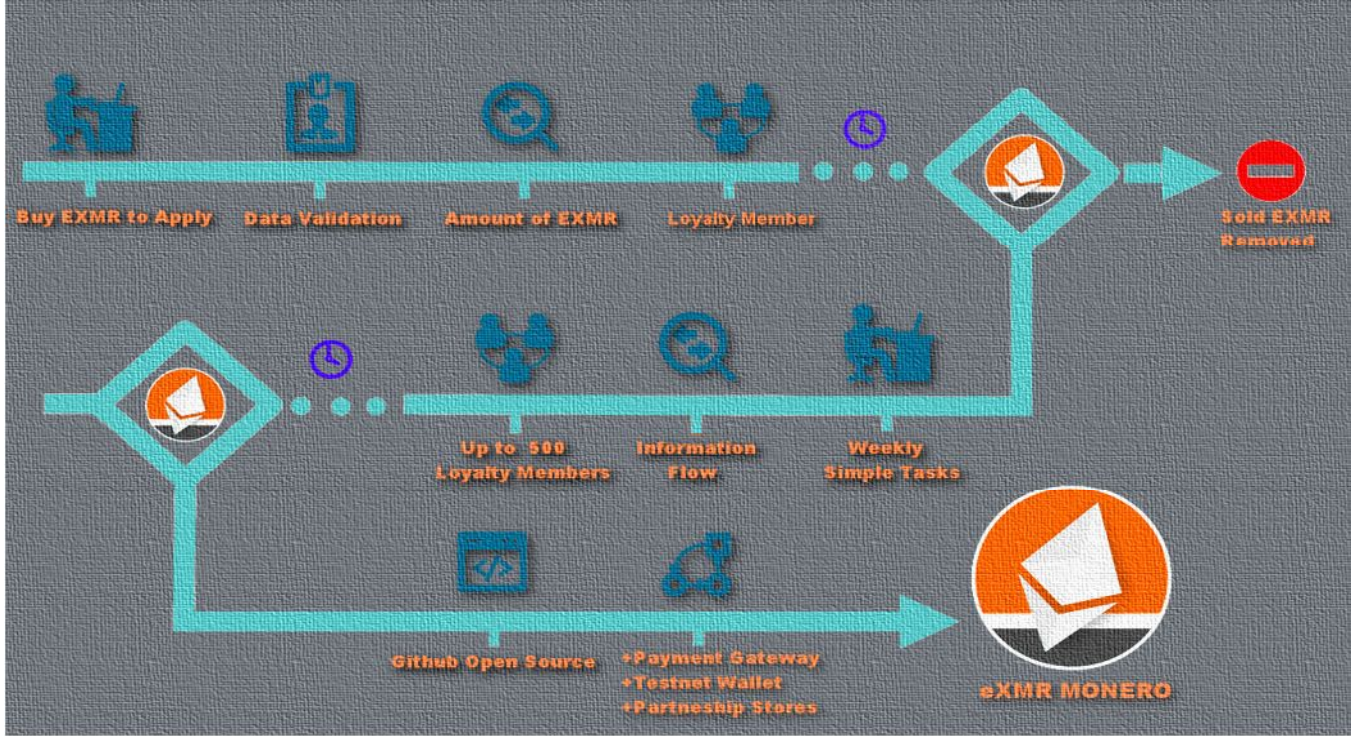 Buy EXMR to Apply
Data Validation
Amount of EXMR
Loyalty Member
Sold EXMR
Removed
Up to 500
Loyalty Members
Information
Flow
Weekly
Simple Tasks
Github Open Source
+Payment Gateway
+Testnet Wallet
+Partneship Stores
eXMR MONERO